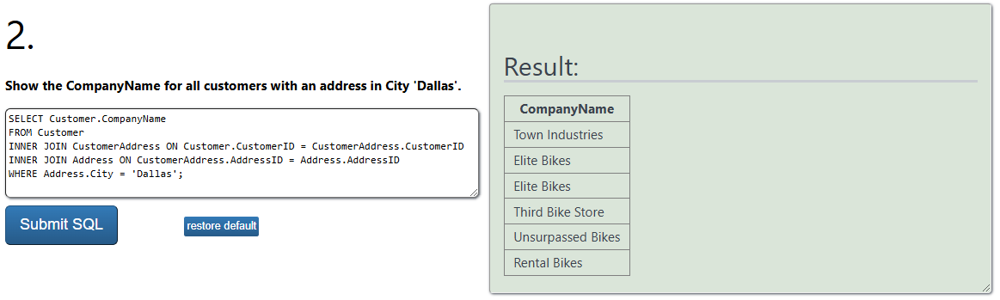 2.
Show the CompanyName for all customers with an address in City 'Dallas'.
SELECT Customer.CompanyName
FROM Customer
INNER JOIN CustomerAddress ON Customer.CustomerID = CustomerAddress.CustomerID
INNER JOIN Address ON CustomerAddress.AddressID = Address.AddressID
WHERE Address.City = 'Dallas';
Submit SQL
restore default
Result:
CompanyName
Town Industries
Elite Bikes
Elite Bikes
Third Bike Store
Unsurpassed Bikes
Rental Bikes